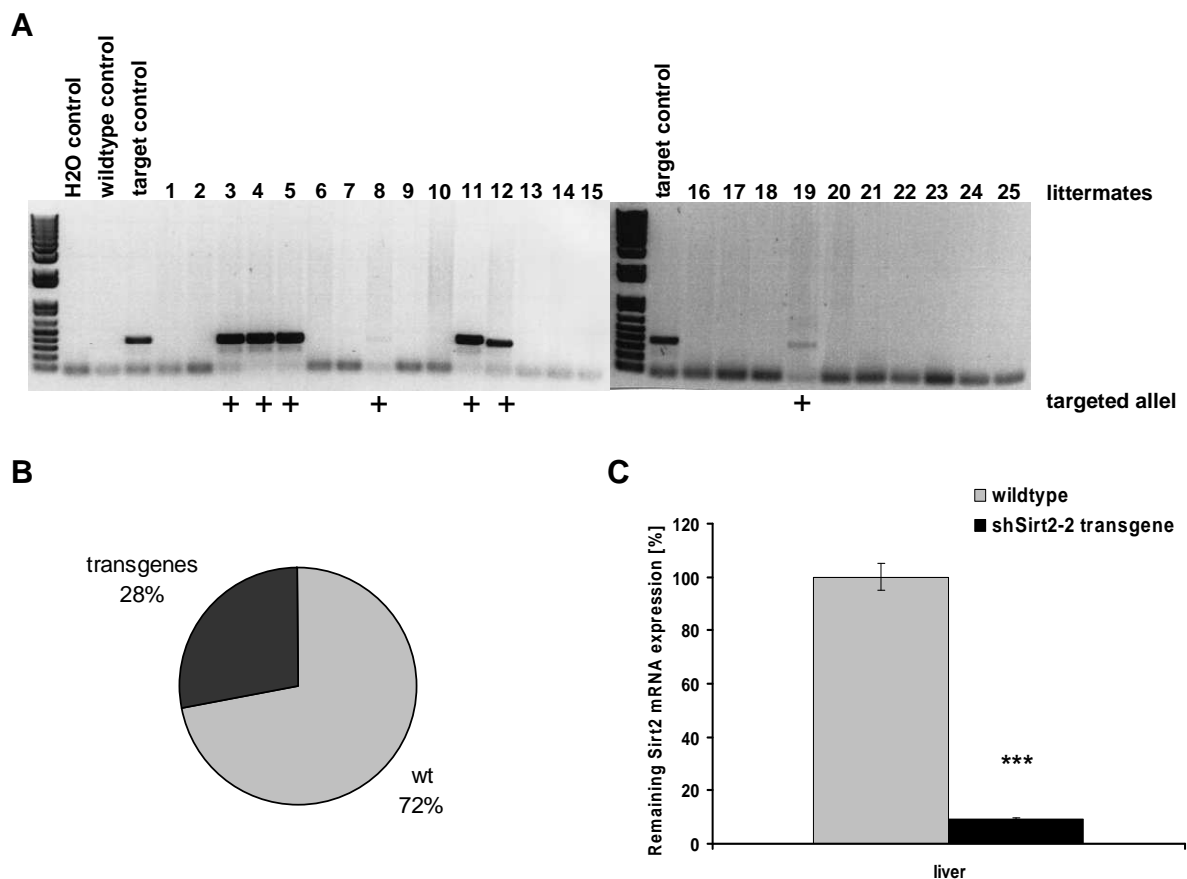 A
H2O control
wildtype control
target control
1 2 3 4 5 6 7 8 9 10 11 12 13 14 15
target control
16 17 18 19 20 21 22 23 24 25
littermates
+ + + + + + +
targeted allel
B
transgenes
28%
wt
72%
C
wildtype
shSirt2-2 transgene
Remaining Sirt2 mRNA expression [%]
120
100
80
60
40
20
0
***
liver